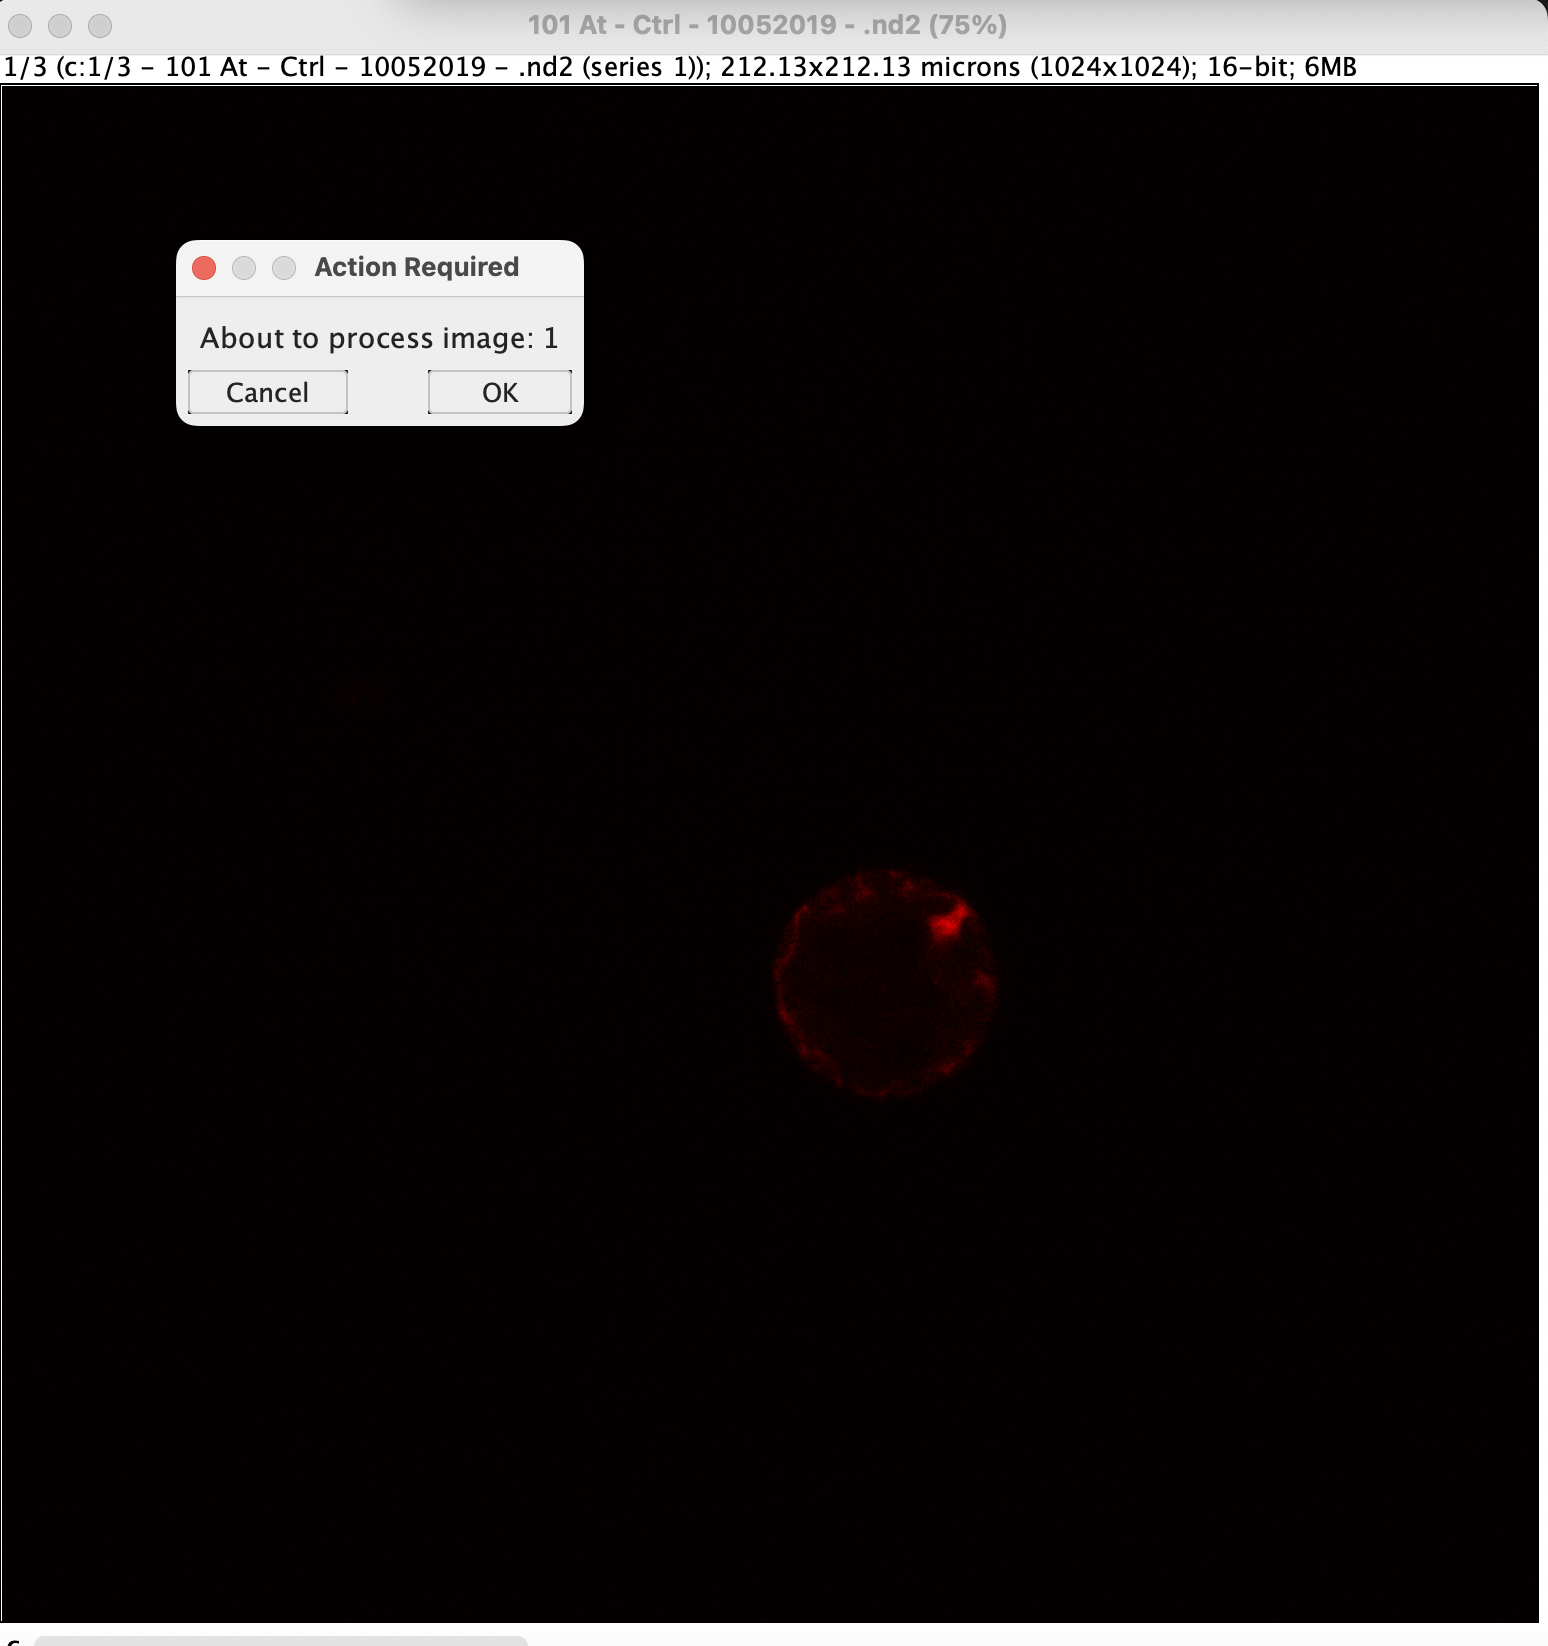 101 At - Ctrl - 10052019 - .nd2 (75%)
1/3 (c:1/3 - 101 At - Ctrl - 10052019 - .nd2 (series 1)); 212.13x212.13 microns (1024x1024); 16-bit; 6MB
Action Required
About to process image: 1
Cancel OK